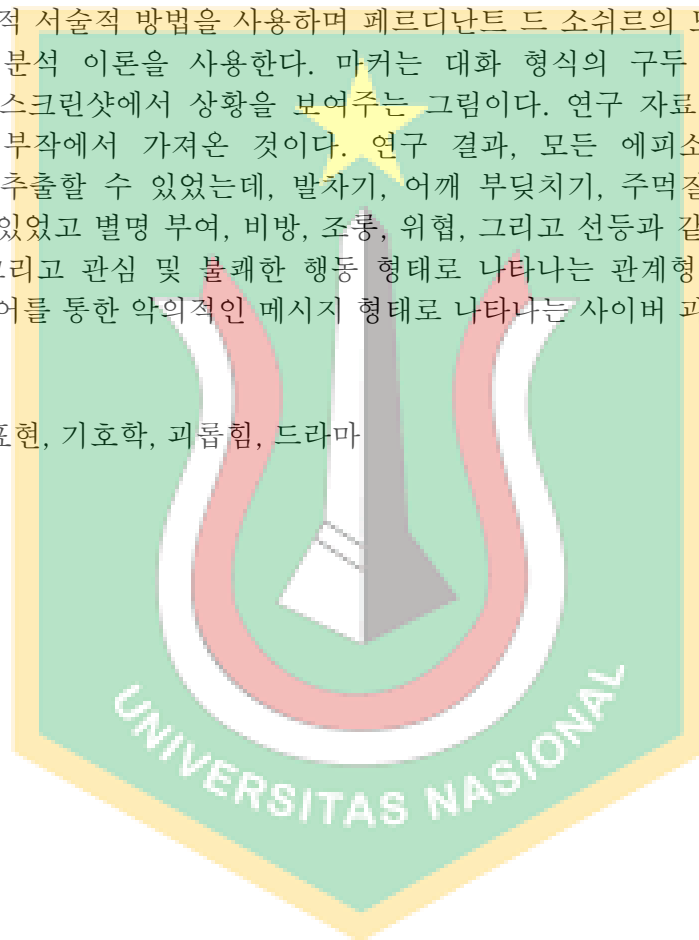 적 서술적 방법을 사용하며 페르디난트 드 소쉬르의
분석 이론을 사용한다. 마커는 대화 형식의 구두
스크린샷에서 상황을 보여주는 그림이다. 연구 자료
부작에서 가져온 것이다. 연구 결과, 모든 에피소
추출할 수 있었는데, 발차기, 어깨 부딪치기, 주먹질
있었고 별명 부여, 비방, 조롱, 위협, 그리고 선등과 같
그리고 관심 및 불쾌한 행동 형태로 나타나는 관계형
어를 통한 악의적인 메시지 형태로 나타나는 사이버 괴
표현, 기호학, 괴롭힘, 드라마
UNIVERSITAS NASIONAL